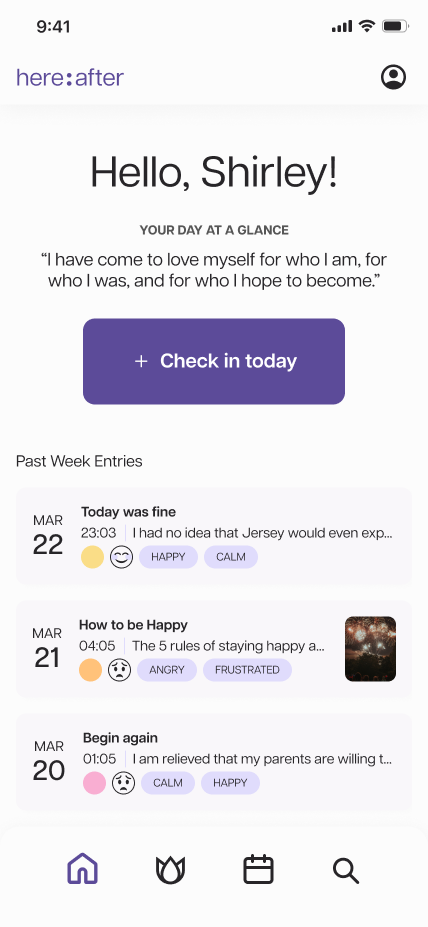 9:41
here:after
Hello, Shirley!
YOUR DAY AT A GLANCE
“I have come to love myself for who I am, for
who I was, and for who I hope to become.”
+ Check in today
Past Week Entries
MAR
22
Today was fine
23:03 I had no idea that Jersey would even exp...
HAPPY CALM
MAR
21
How to be Happy
04:05 The 5 rules of staying happy a...
ANGRY FRUSTRATED
MAR
20
Begin again
01:05 I am relieved that my parents are willing t...
CALM HAPPY